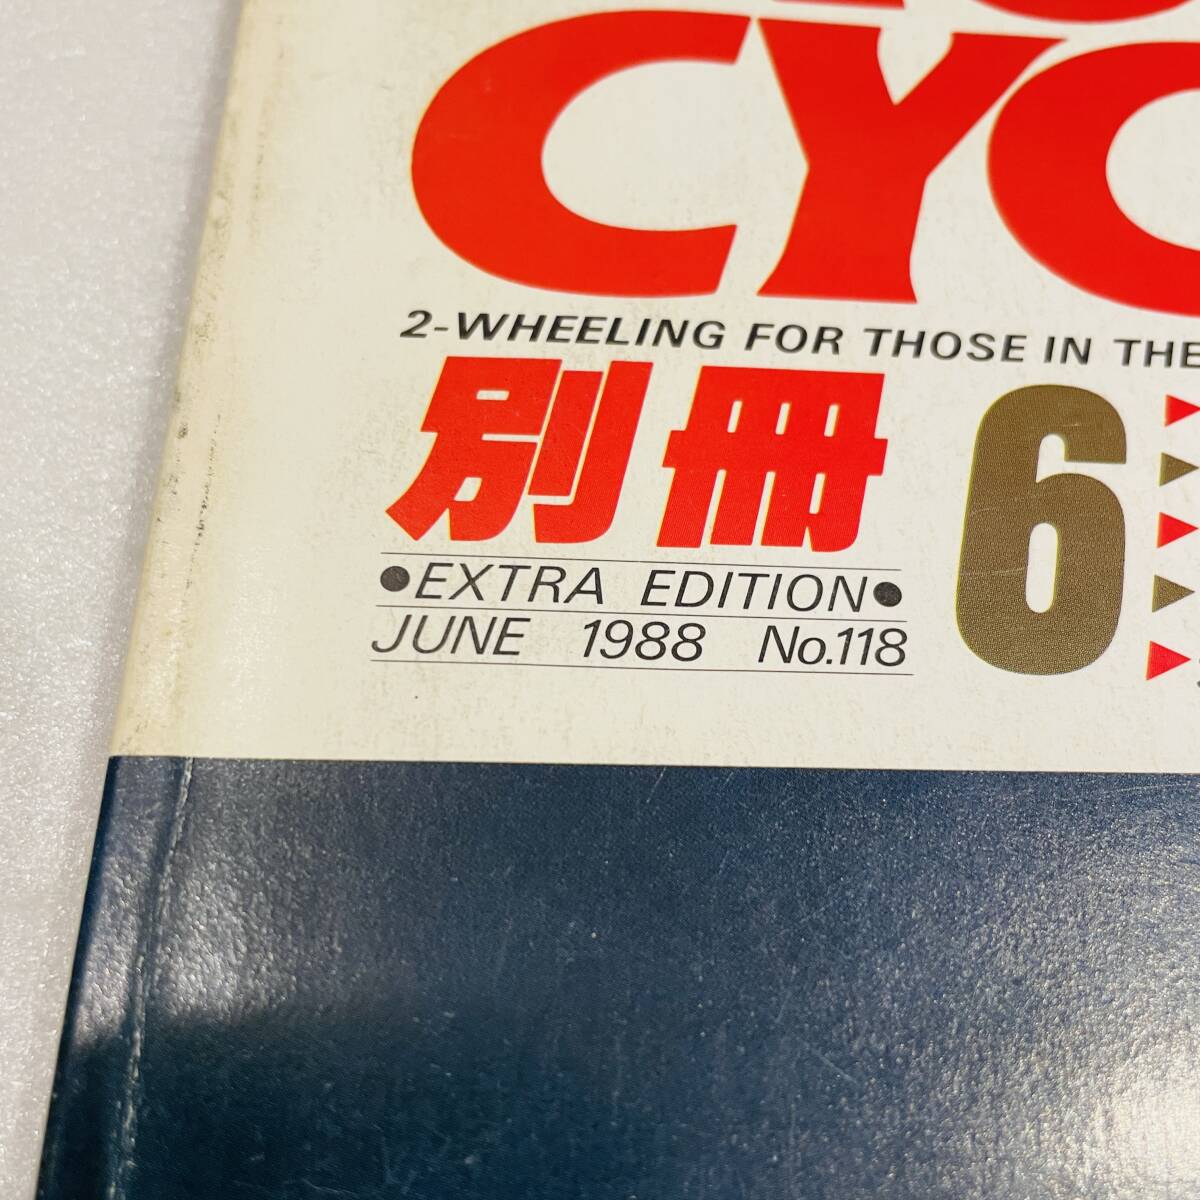 CYC
2-WHEELING FOR THOSE IN THE
別冊 6
●EXTRA EDITION●
JUNE 1988 No.118